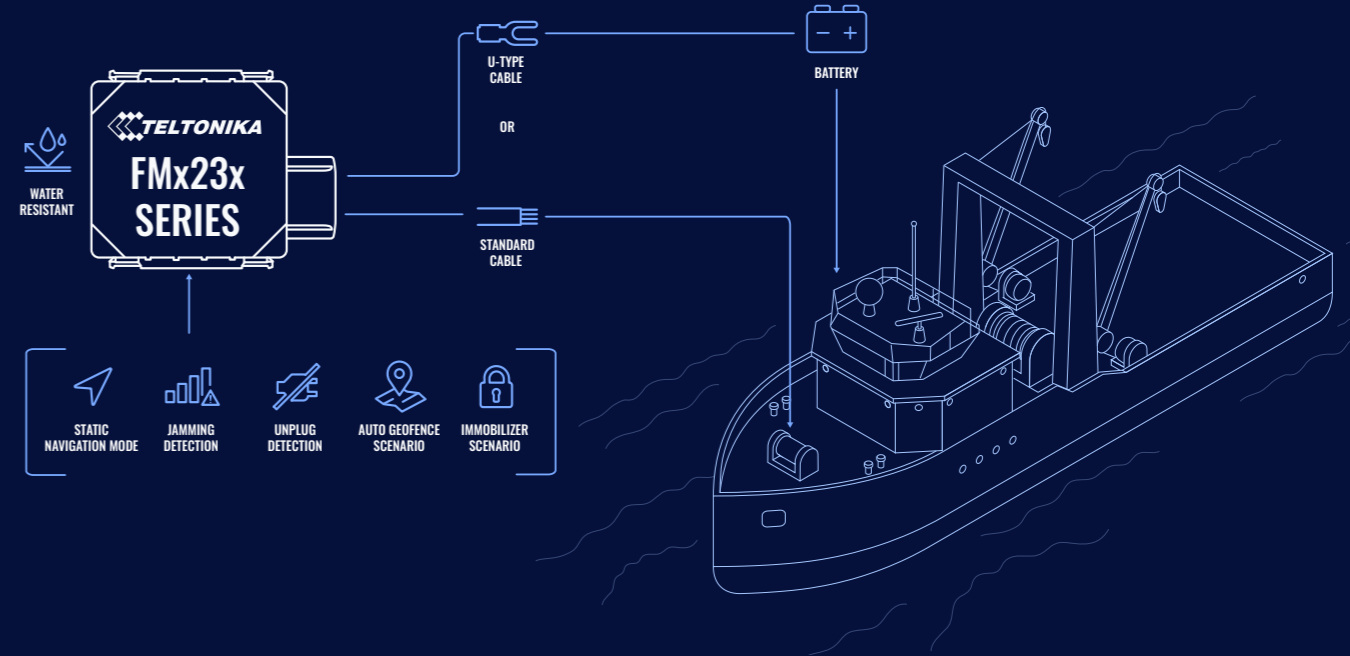 U-TYPE
CABLE
BATTERY
OR
TELTONIKA
FMx23x
SERIES
WATER
RESISTANT
STANDARD
CABLE
STATIC
NAVIGATION MODE
JAMMING
DETECTION
UNPLUG
DETECTION
AUTO GEOFENCE
SCENARIO
IMMOBILIZER
SCENARIO